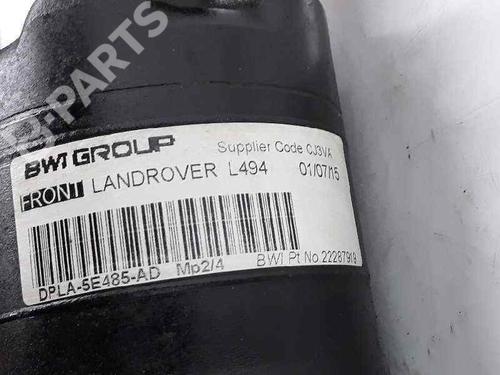 B-PARTS
BWI GROUP
Supplier Code CJ3VA
FRONT LANDROVER L494 01/07/15
DPLA-5E485-AD Mp2/4 BWI Pt No.22287918